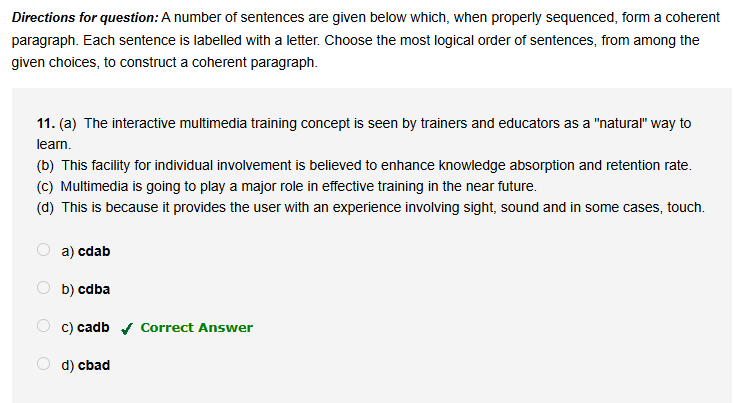 Directions for question: A number of sentences are given below which, when properly sequenced, form a coherent
paragraph. Each sentence is labelled with a letter. Choose the most logical order of sentences, from among the
given choices, to construct a coherent paragraph.
11. (a) The interactive multimedia training concept is seen by trainers and educators as a "natural" way to
learn.
(b) This facility for individual involvement is believed to enhance knowledge absorption and retention rate.
(c) Multimedia is going to play a major role in effective training in the near future.
(d) This is because it provides the user with an experience involving sight, sound and in some cases, touch.
a) cdab
b) cdba
c) cadb ✓ Correct Answer
d) cbad